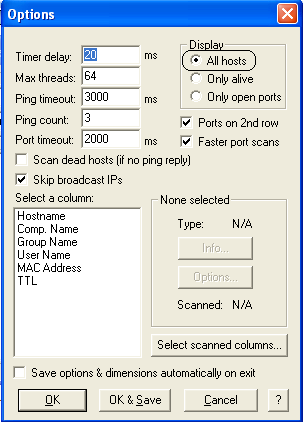 Options
Timer delay: 20 ms
Display
All hosts
Max threads: 64
Only alive
Ping timeout: 3000 ms
Only open ports
Ping count: 3
Ports on 2nd row
Port timeout: 2000 ms
Faster port scans
Scan dead hosts (if no ping reply)
Skip broadcast IPs
Select a column:
Hostname
Comp. Name
Group Name
User Name
MAC Address
TTL
None selected
Type: N/A
Info...
Options...
Scanned: N/A
Select scanned columns...
Save options & dimensions automatically on exit
OK
OK & Save
Cancel
?